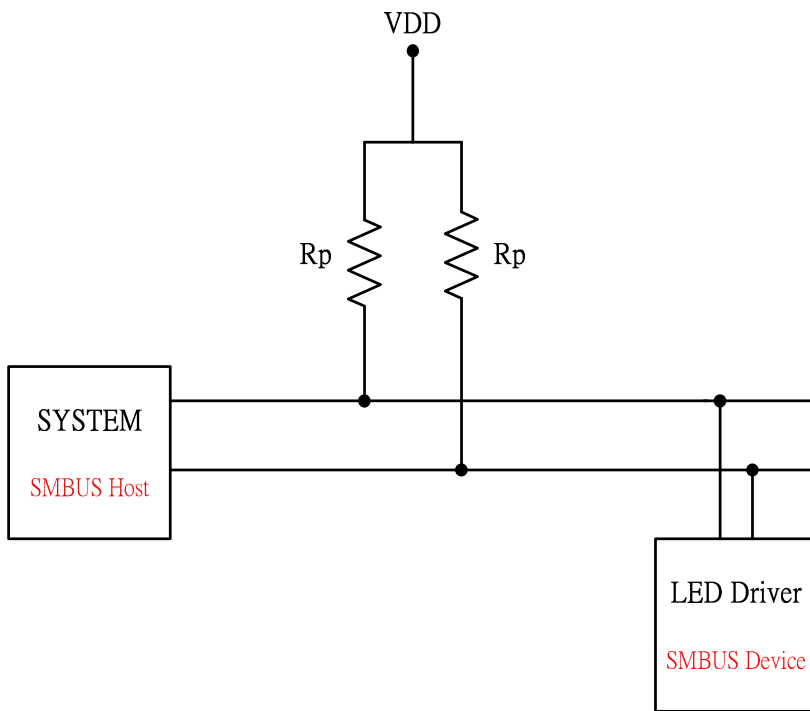 VDD
Rp
Rp
SYSTEM
SMBUS Host
LED Driver
SMBUS Device